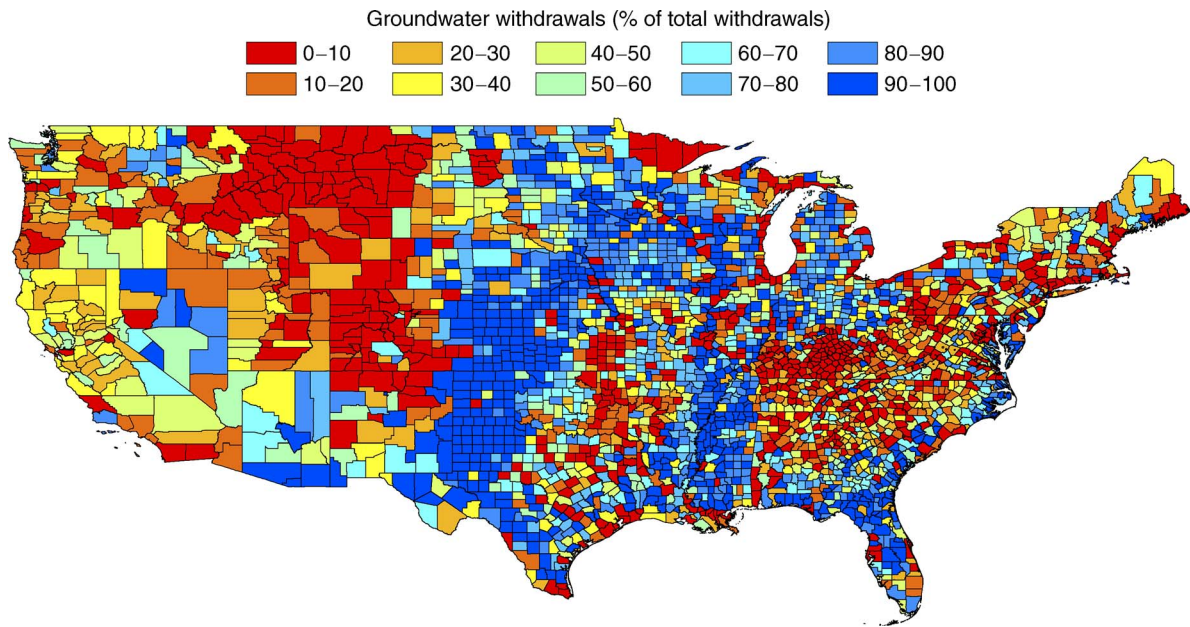 Groundwater withdrawals (% of total withdrawals)
0–10 20–30 40–50 60–70 80–90
10–20 30–40 50–60 70–80 90–100